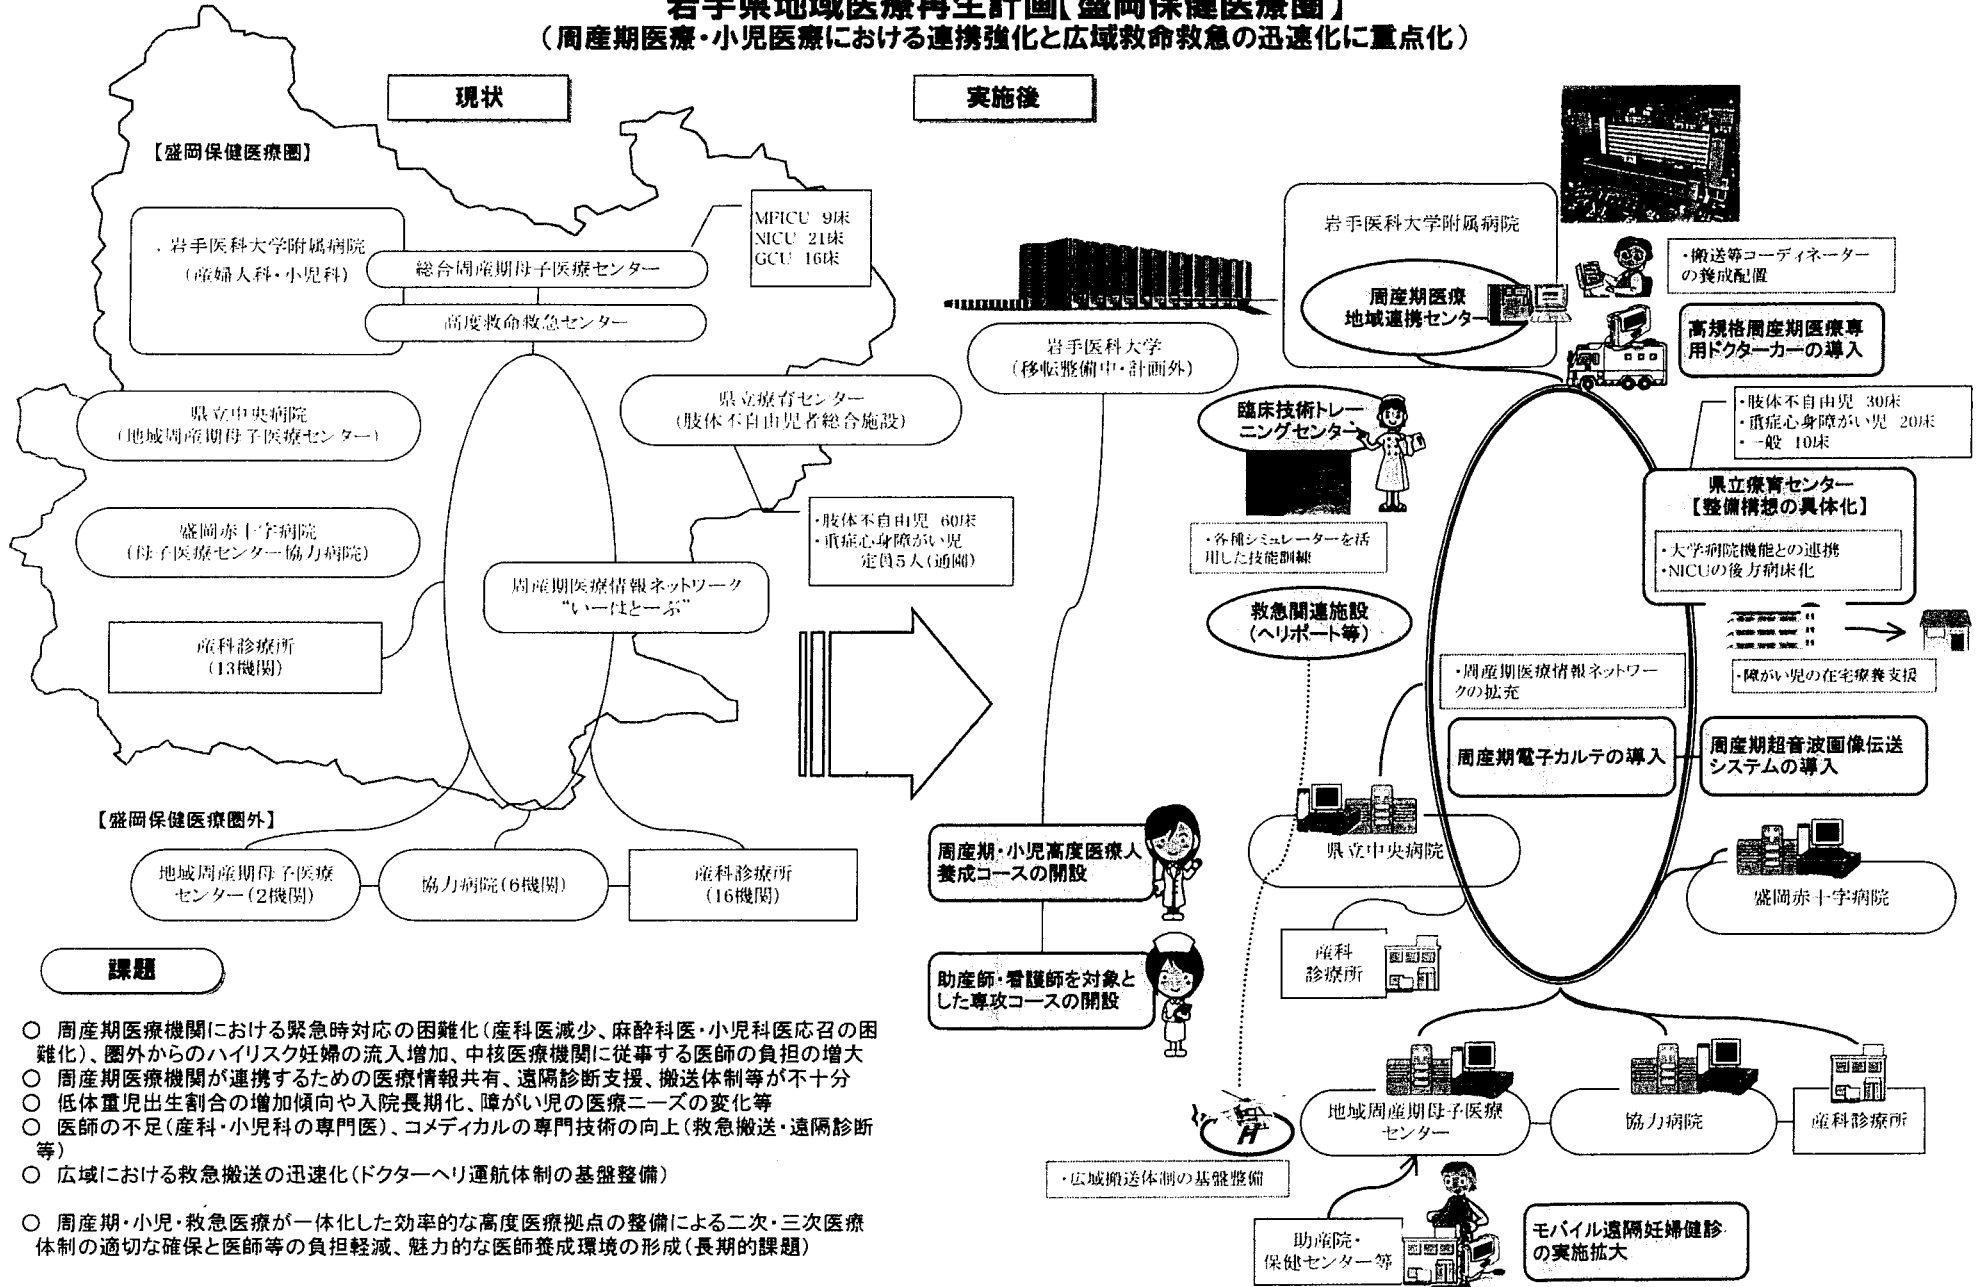 岩手県地域医療再生計画【盛岡保健医療圏】
(周産期医療・小児医療における連携強化と広域救命救急の迅速化に重点化)
現状
【盛岡保健医療圏】
岩手医科大学附属病院
(産婦人科・小児科)
総合周産期母子医療センター
高度救命救急センター
MFICU 9床
NICU 21床
GCU 16床
県立中央病院
(地域周産期母子医療センター)
県立療育センター
(肢体不自由児者総合施設)
盛岡赤十字病院
(母子医療センター協力病院)
・肢体不自由児 60床
・重症心身障がい児
定員5人(通園)
周産期医療情報ネットワーク
“いーはとーぶ”
産科診療所
(13機関)
【盛岡保健医療圏外】
地域周産期母子医療
センター(2機関)
協力病院(6機関)
産科診療所
(16機関)
課題
○ 周産期医療機関における緊急時対応の困難化(産科医減少、麻酔科医・小児科医応召の困
難化)、圏外からのハイリスク妊婦の流入増加、中核医療機関に従事する医師の負担の増大
○ 周産期医療機関が連携するための医療情報共有、遠隔診断支援、搬送体制等が不十分
○ 低体重児出生割合の増加傾向や入院長期化、障がい児の医療ニーズの変化等
○ 医師の不足(産科・小児科の専門医)、コメディカルの専門技術の向上(救急搬送・遠隔診断
等)
○ 広域における救急搬送の迅速化(ドクターヘリ運航体制の基盤整備)
○ 周産期・小児・救急医療が一体化した効率的な高度医療拠点の整備による二次・三次医療
体制の適切な確保と医師等の負担軽減、魅力的な医師養成環境の形成(長期的課題)
実施後
岩手医科大学附属病院
周産期医療
地域連携センター
・搬送等コーディネーター
の養成配置
高規格周産期医療専
用ドクターカーの導入
岩手医科大学
(移転整備中・計画外)
臨床技術トレー
ニングセンター
・各種シミュレーターを活
用した技能訓練
・肢体不自由児 30床
・重症心身障がい児 20床
・一般 10床
県立療育センター
【整備構想の具体化】
・大学病院機能との連携
・NICUの後方病床化
救急関連施設
(ヘリポート等)
・障がい児の在宅療養支援
・周産期医療情報ネットワー
クの拡充
周産期電子カルテの導入
周産期超音波画像伝送
システムの導入
周産期・小児高度医療人
養成コースの開設
県立中央病院
盛岡赤十字病院
助産師・看護師を対象と
した専攻コースの開設
産科
診療所
H
・広域搬送体制の基盤整備
地域周産期母子医療
センター
協力病院
産科診療所
助産院・
保健センター等
モバイル遠隔妊婦健診
の実施拡大